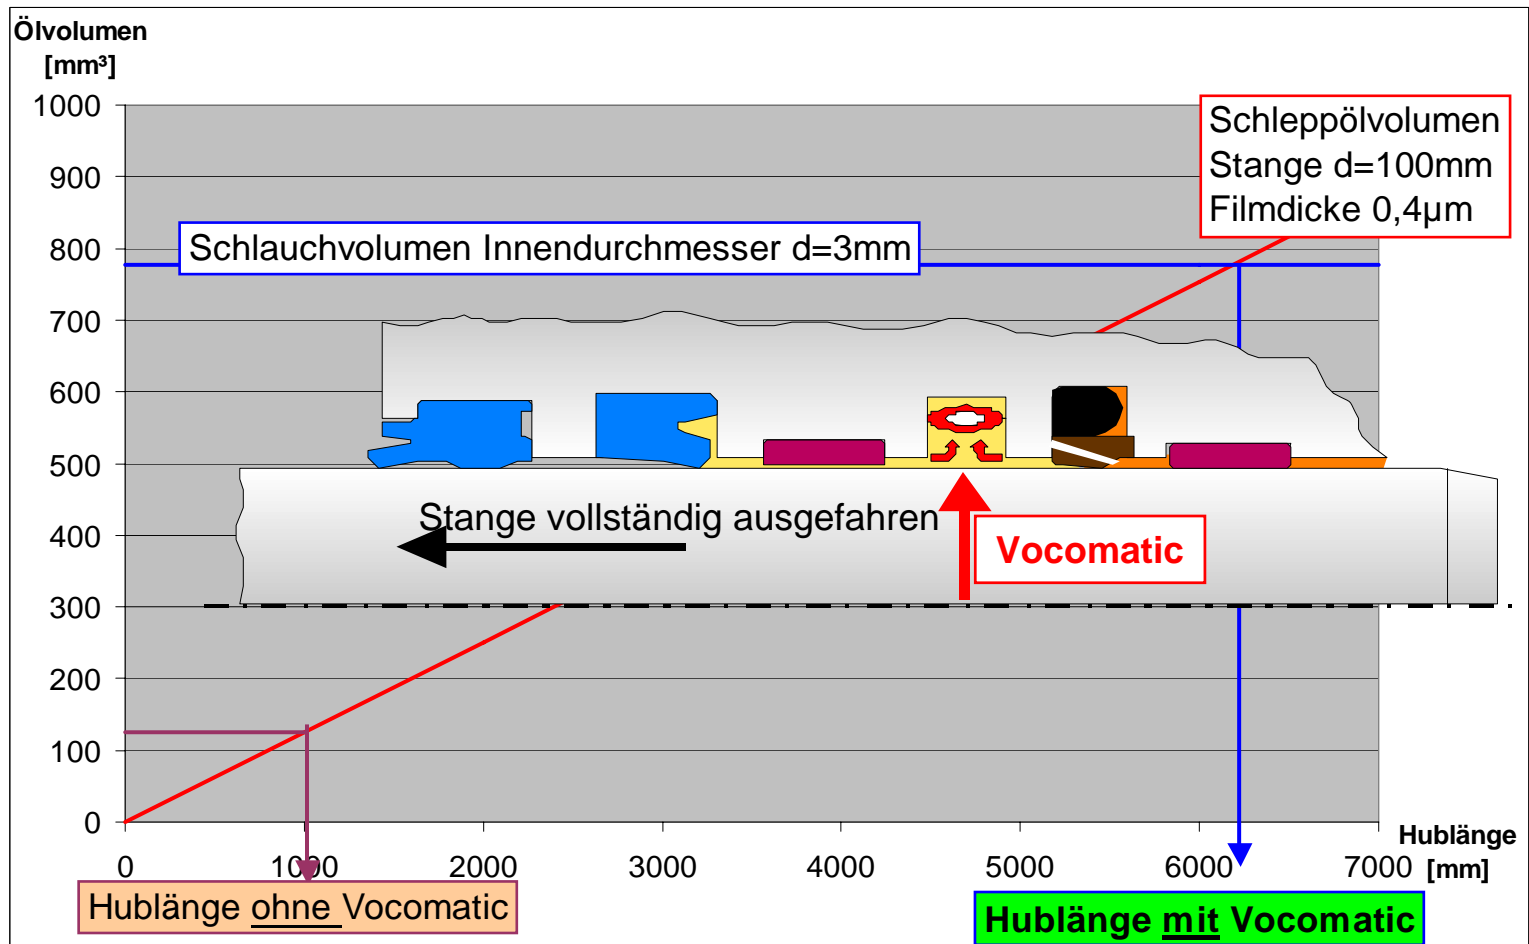 Ölvolumen
[mm³]
1000
900
800
700
600
500
400
300
200
100
0
Schleppölvolumen
Stange d=100mm
Filmdicke 0,4µm
Schlauchvolumen Innendurchmesser d=3mm
Stange vollständig ausgefahren
Vocomatic
0 1000 2000 3000 4000 5000 6000 7000
Hublänge
[mm]
Hublänge ohne Vocomatic
Hublänge mit Vocomatic